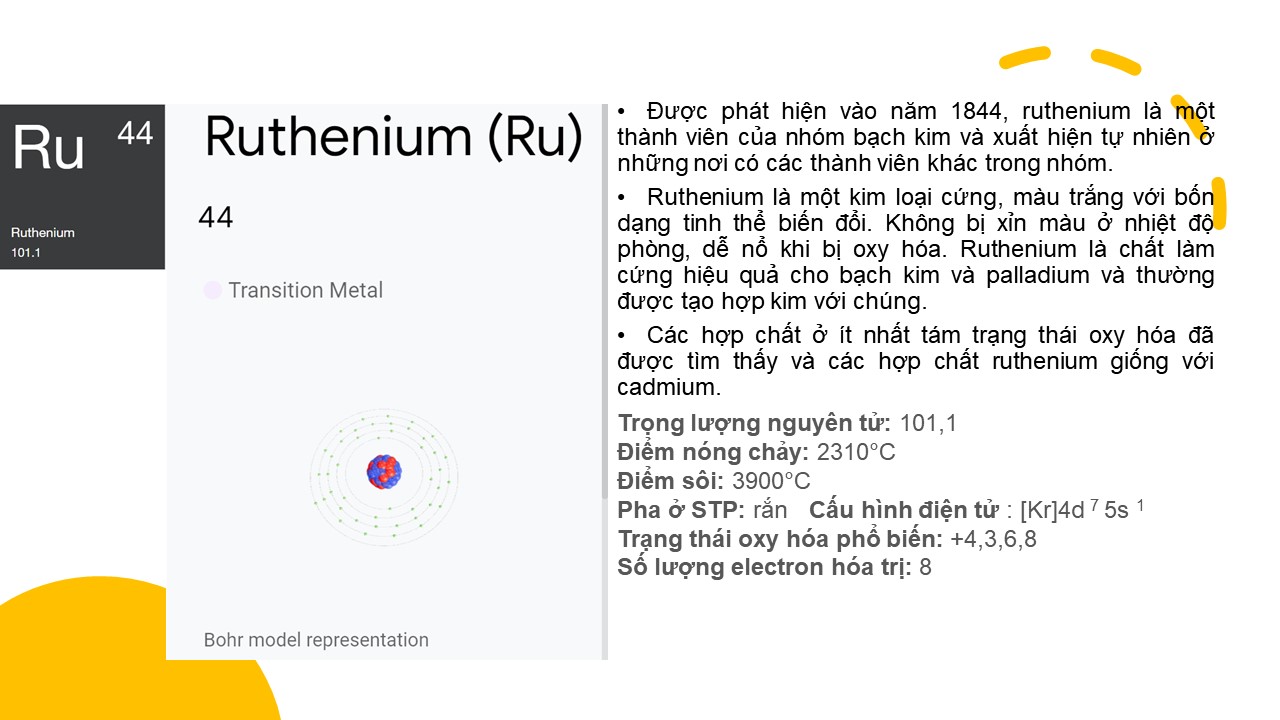 Ru 44
Ruthenium
101.1
Ruthenium (Ru)
44
Transition Metal
Bohr model representation
• Được phát hiện vào năm 1844, ruthenium là một
thành viên của nhóm bạch kim và xuất hiện tự nhiên ở
những nơi có các thành viên khác trong nhóm.
• Ruthenium là một kim loại cứng, màu trắng với bốn
dạng tinh thể biến đổi. Không bị xỉn màu ở nhiệt độ
phòng, dễ nổ khi bị oxy hóa. Ruthenium là chất làm
cứng hiệu quả cho bạch kim và palladium và thường
được tạo hợp kim với chúng.
• Các hợp chất ở ít nhất tám trạng thái oxy hóa đã
được tìm thấy và các hợp chất ruthenium giống với
cadmium.
Trọng lượng nguyên tử: 101,1
Điểm nóng chảy: 2310°C
Điểm sôi: 3900°C
Pha ở STP: rắn Cấu hình điện tử : [Kr]4d ⁷ 5s ¹
Trạng thái oxy hóa phổ biến: +4,3,6,8
Số lượng electron hóa trị: 8